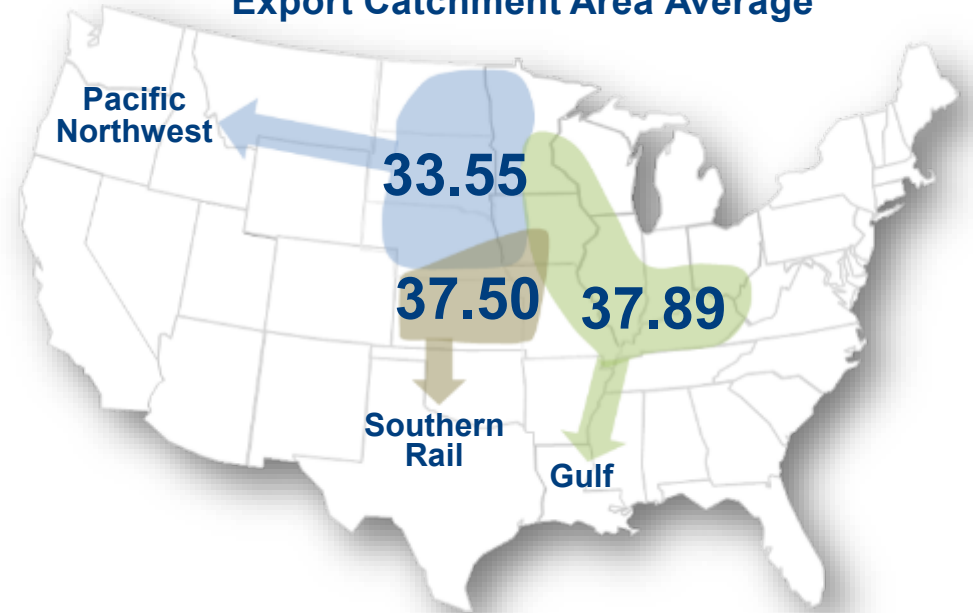 Export Catchment Area Average
Pacific
Northwest
33.55
37.50
37.89
Southern
Rail
Gulf